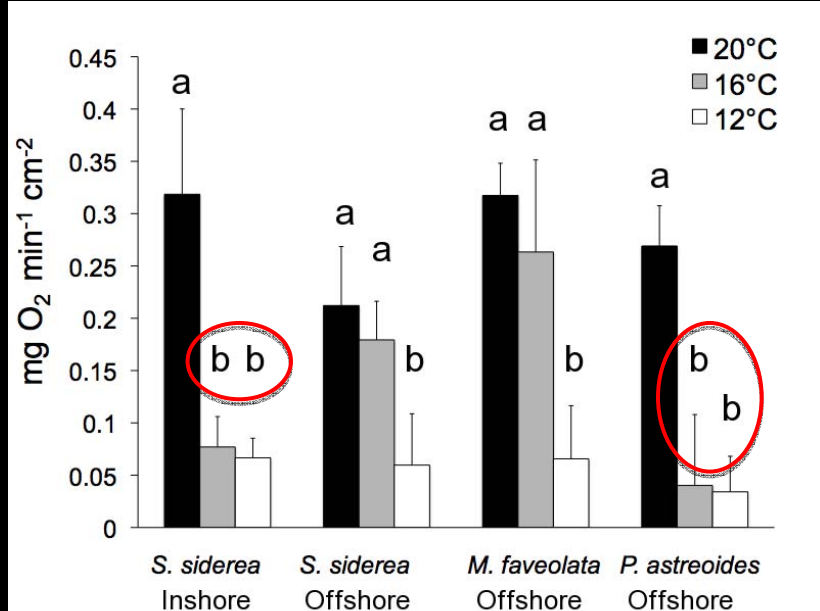 20°C
16°C
12°C
mg O₂ min⁻¹ cm⁻²
0.45
0.4
0.35
0.3
0.25
0.2
0.15
0.1
0.05
0
a
b b
a
a
b
a a
b
a
b
b
S. siderea S. siderea M. faveolata P. astreoides
Inshore Offshore Offshore Offshore